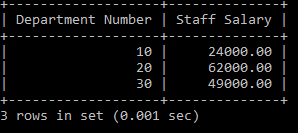 +-------------------+--------------+
| Department Number | Staff Salary |
+-------------------+--------------+
|                10 |     24000.00 |
|                20 |     62000.00 |
|                30 |     49000.00 |
+-------------------+--------------+
3 rows in set (0.001 sec)